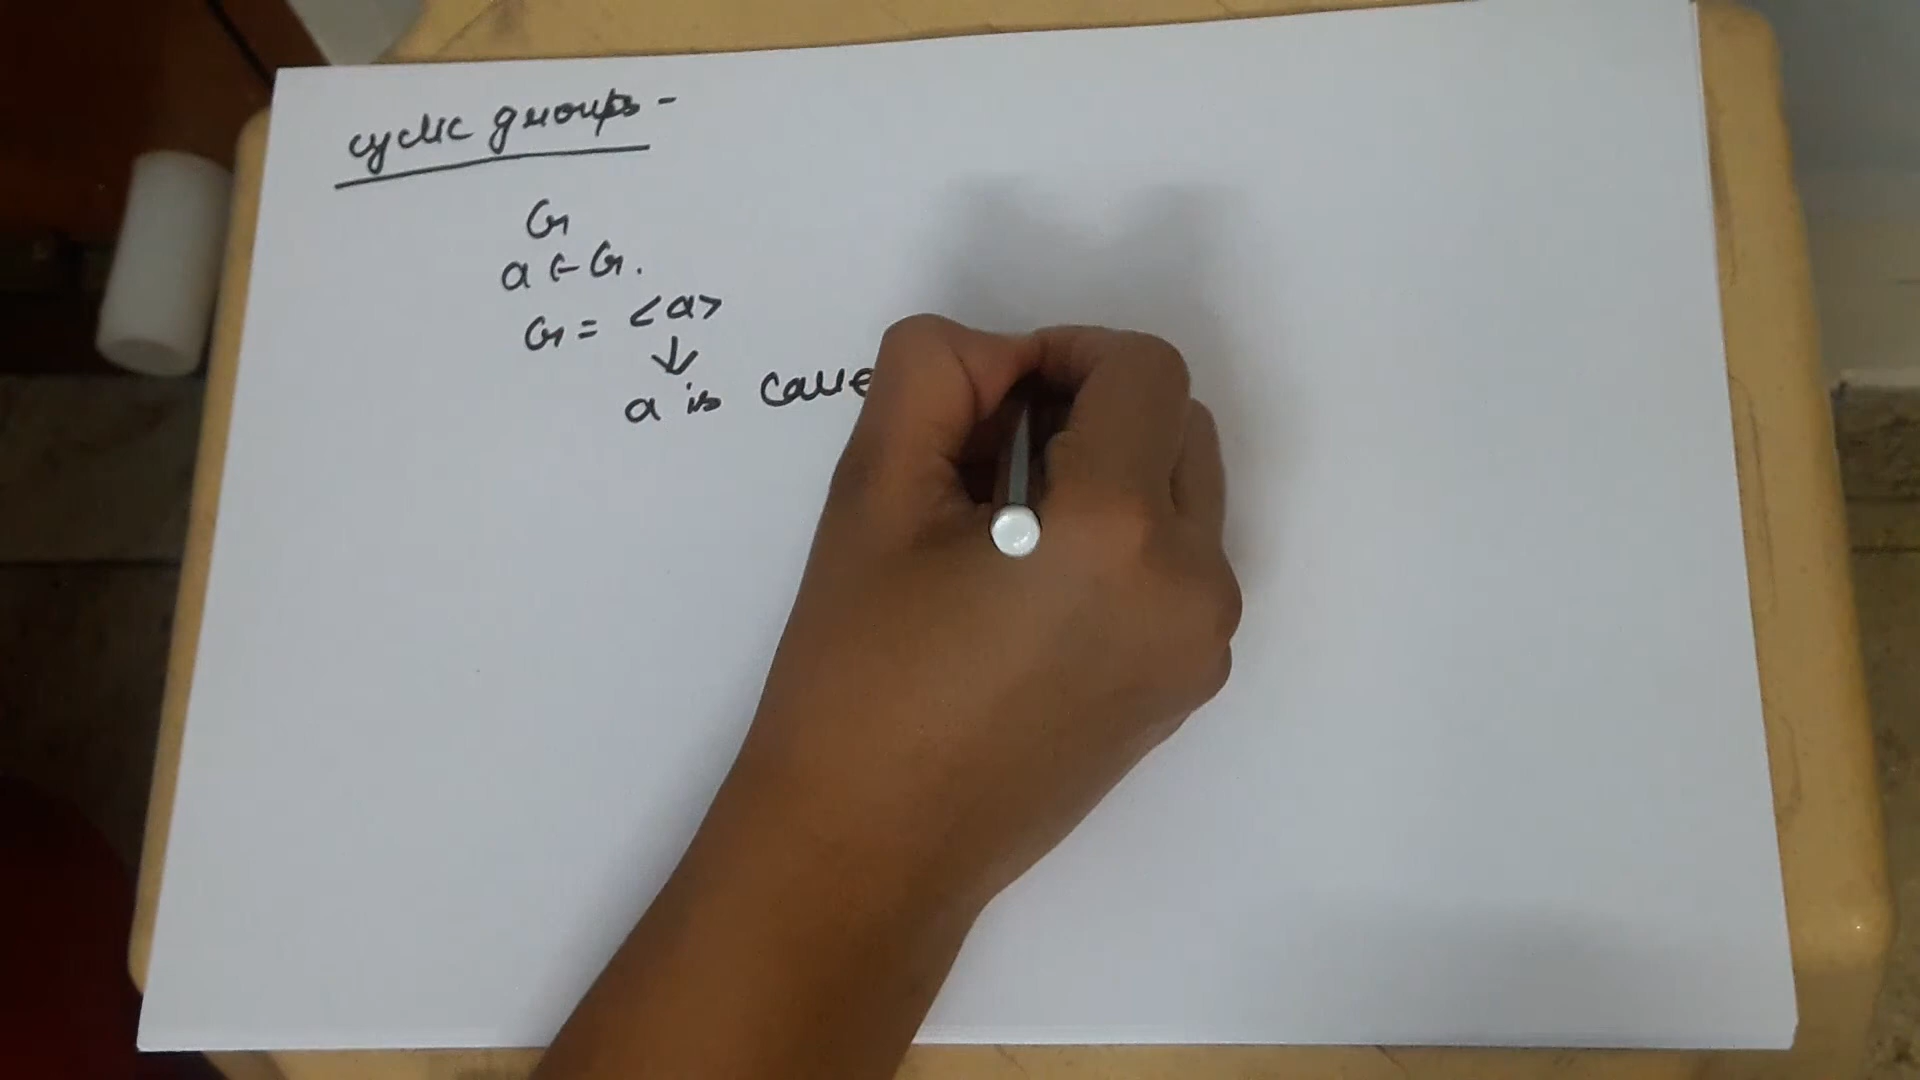 cyclic groups -
G
a ∈ G.
G = <a>
↓
a is calle